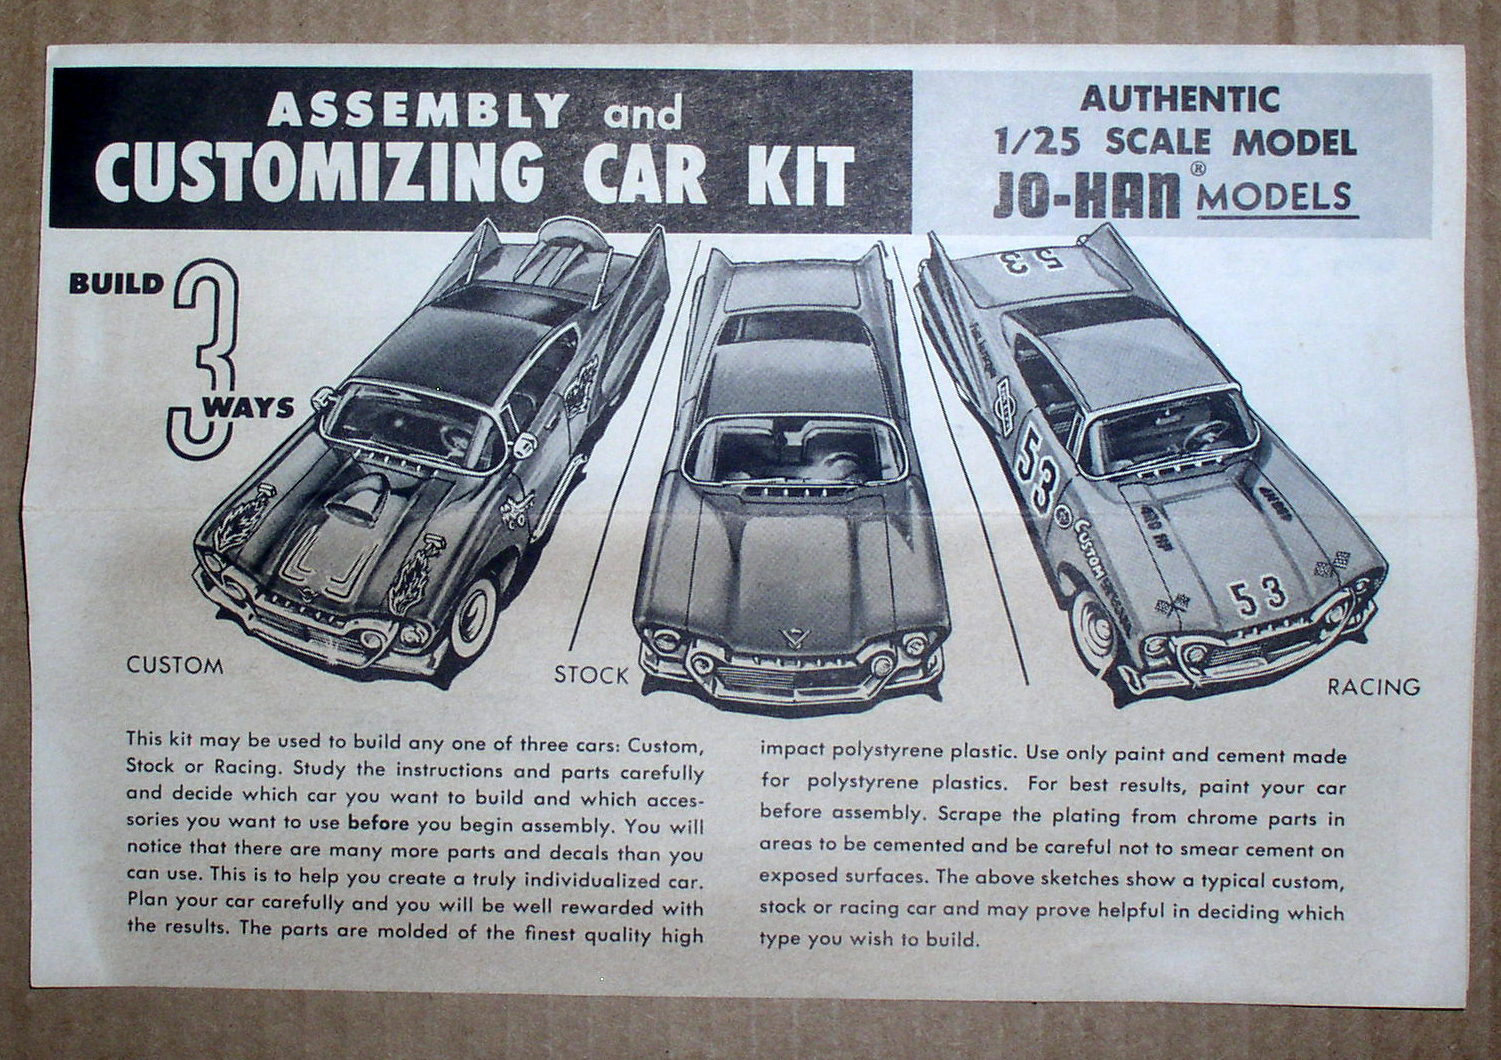 ASSEMBLY and
CUSTOMIZING CAR KIT
AUTHENTIC
1/25 SCALE MODEL
JO-HAN® MODELS
BUILD
3
WAYS
53
53
CUSTOM
410 HP
53
CUSTOM
STOCK
RACING
This kit may be used to build any one of three cars: Custom,
Stock or Racing. Study the instructions and parts carefully
and decide which car you want to build and which acces-
sories you want to use before you begin assembly. You will
notice that there are many more parts and decals than you
can use. This is to help you create a truly individualized car.
Plan your car carefully and you will be well rewarded with
the results. The parts are molded of the finest quality high
impact polystyrene plastic. Use only paint and cement made
for polystyrene plastics. For best results, paint your car
before assembly. Scrape the plating from chrome parts in
areas to be cemented and be careful not to smear cement on
exposed surfaces. The above sketches show a typical custom,
stock or racing car and may prove helpful in deciding which
type you wish to build.